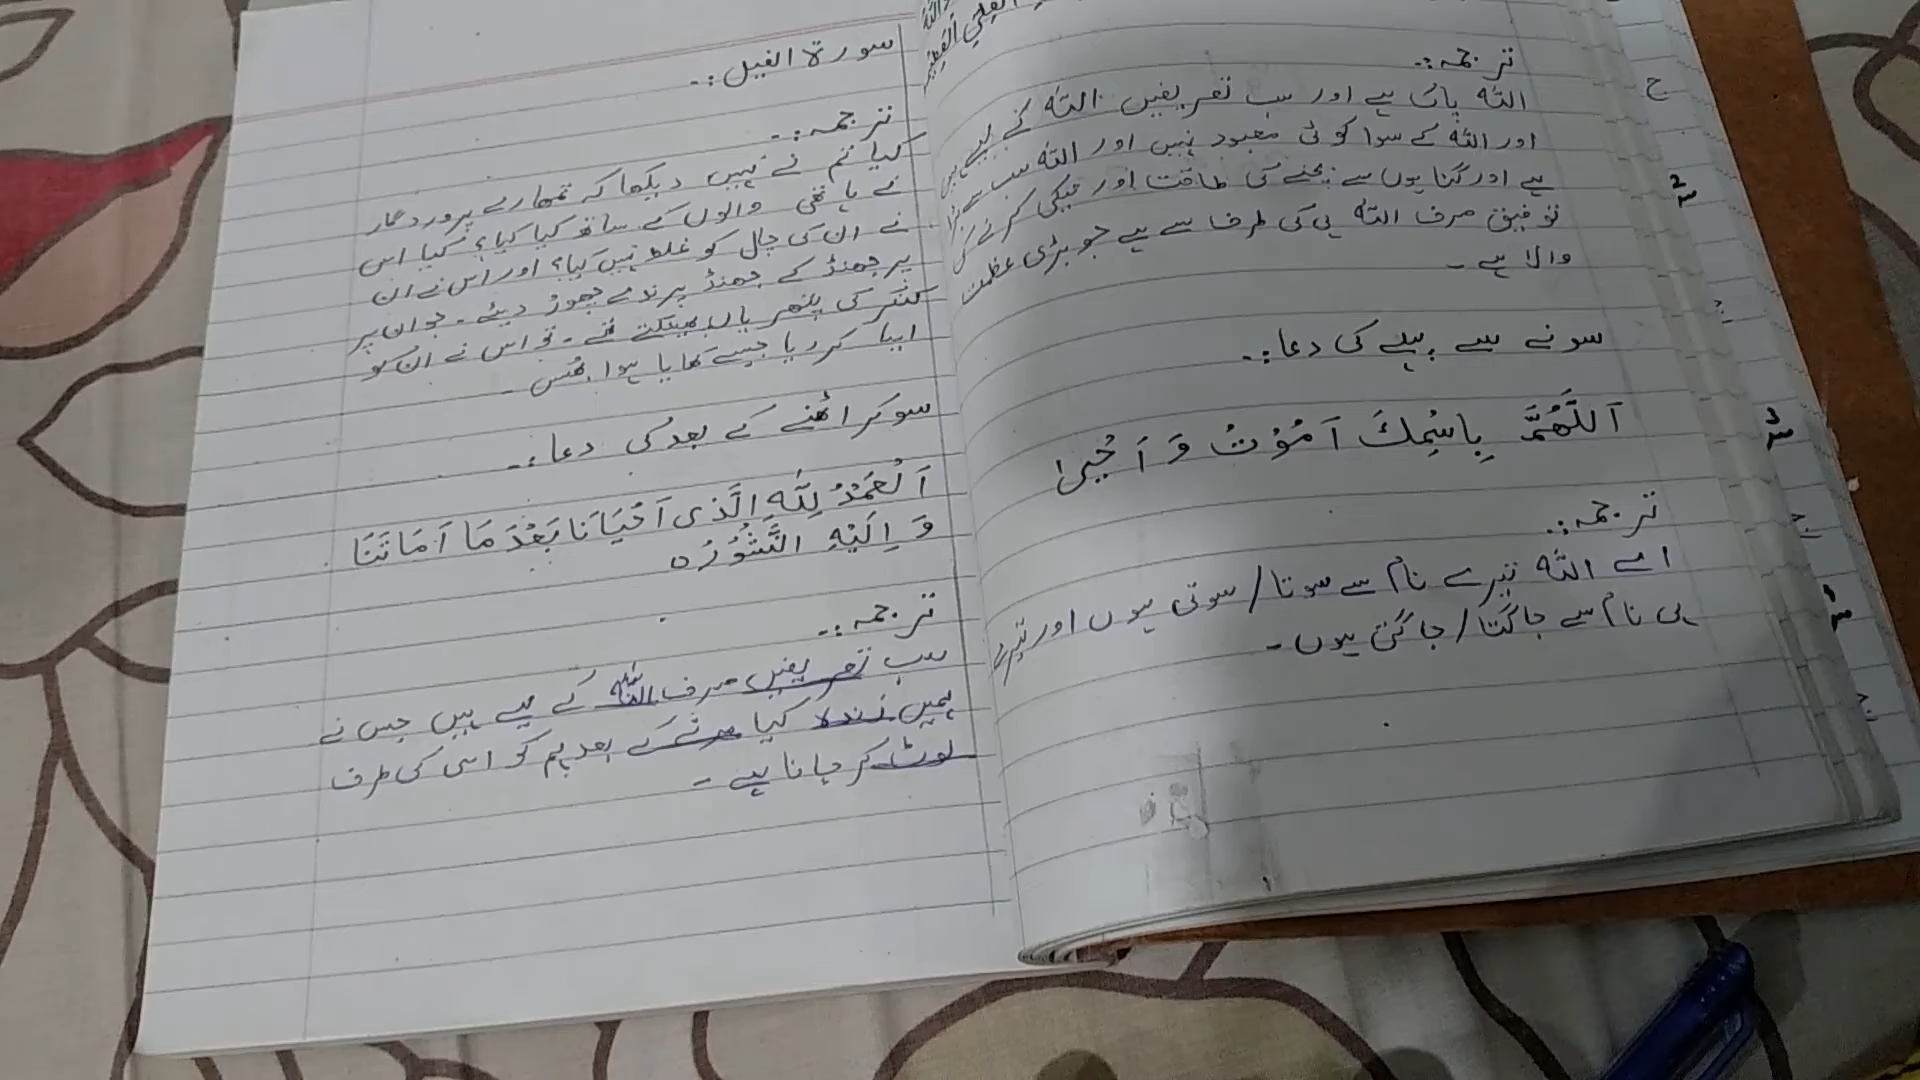 العلي العظيم
ترجمہ:۔
اللہ پاک ہے اور سب تعریفیں اللہ کے لیے ہیں
اور اللہ کے سوا کوئی معبود نہیں اور اللہ سب سے بڑا
ہے اور گناہوں سے بچنے کی طاقت اور نیکی کرنے کی
توفیق صرف اللہ ہی کی طرف سے ہے جو بڑی عظمت
والا ہے ۔
سونے سے پہلے کی دعا:۔
اَللّٰهُمَّ بِاسْمِكَ اَمُوْتُ وَ اَحْيٰى
ترجمہ:۔
اے اللہ تیرے نام سے سوتا/سوتی ہوں اور تیرے
ہی نام سے جاگتا/جاگتی ہوں۔
سورۃ الفیل:۔
ترجمہ:۔
کیا تم نے نہیں دیکھا کہ تمھارے پروردگار
نے ہاتھی والوں کے ساتھ کیا کیا؟ کیا اس
نے ان کی چال کو غلط نہیں کیا؟ اور اس نے ان
پر جھنڈ کے جھنڈ پرندے چھوڑ دیئے ۔ جو ان پر
کنکر کی پتھریاں پھینکتے تھے ۔ تو اس نے ان کو
ایسا کر دیا جیسے کھایا ہوا بھُس ۔
سوکر اٹھنے کے بعد کی دعا:۔
اَلْحَمْدُ لِلّٰهِ الَّذِی اَحْيَانَا بَعْدَ مَا اَمَاتَنَا
وَ اِلَيْهِ النُّشُوْرُ ہ
ترجمہ:۔
سب تعریفیں صرف اللہ کے لیے ہیں جس نے
ہمیں زندہ کیا مرنے کے بعد ہم کو اسی کی طرف
لوٹ کر جانا ہے ۔